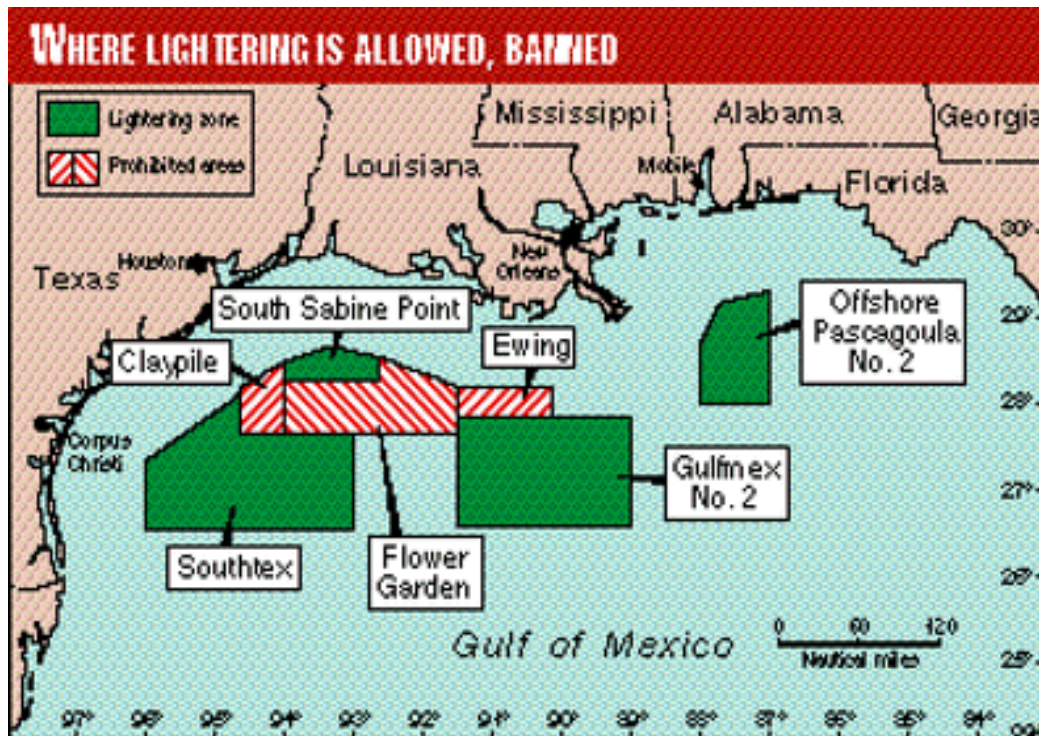 WHERE LIGHTERING IS ALLOWED, BANNED
Lightering zone
Prohibited areas
Mississippi
Alabama
Georgia
Louisiana
Mobile
Florida
Texas
Houston
New
Orleans
30°
South Sabine Point
Ewing
Offshore
Pascagoula
No. 2
29°
Claypile
28°
Corpus
Christi
Gulfmex
No. 2
27°
Southtex
Flower
Garden
26°
Gulf of Mexico
0 60 120
Nautical miles
25°
97° 96° 95° 94° 93° 92° 91° 90° 89° 88° 87° 86° 85° 84°